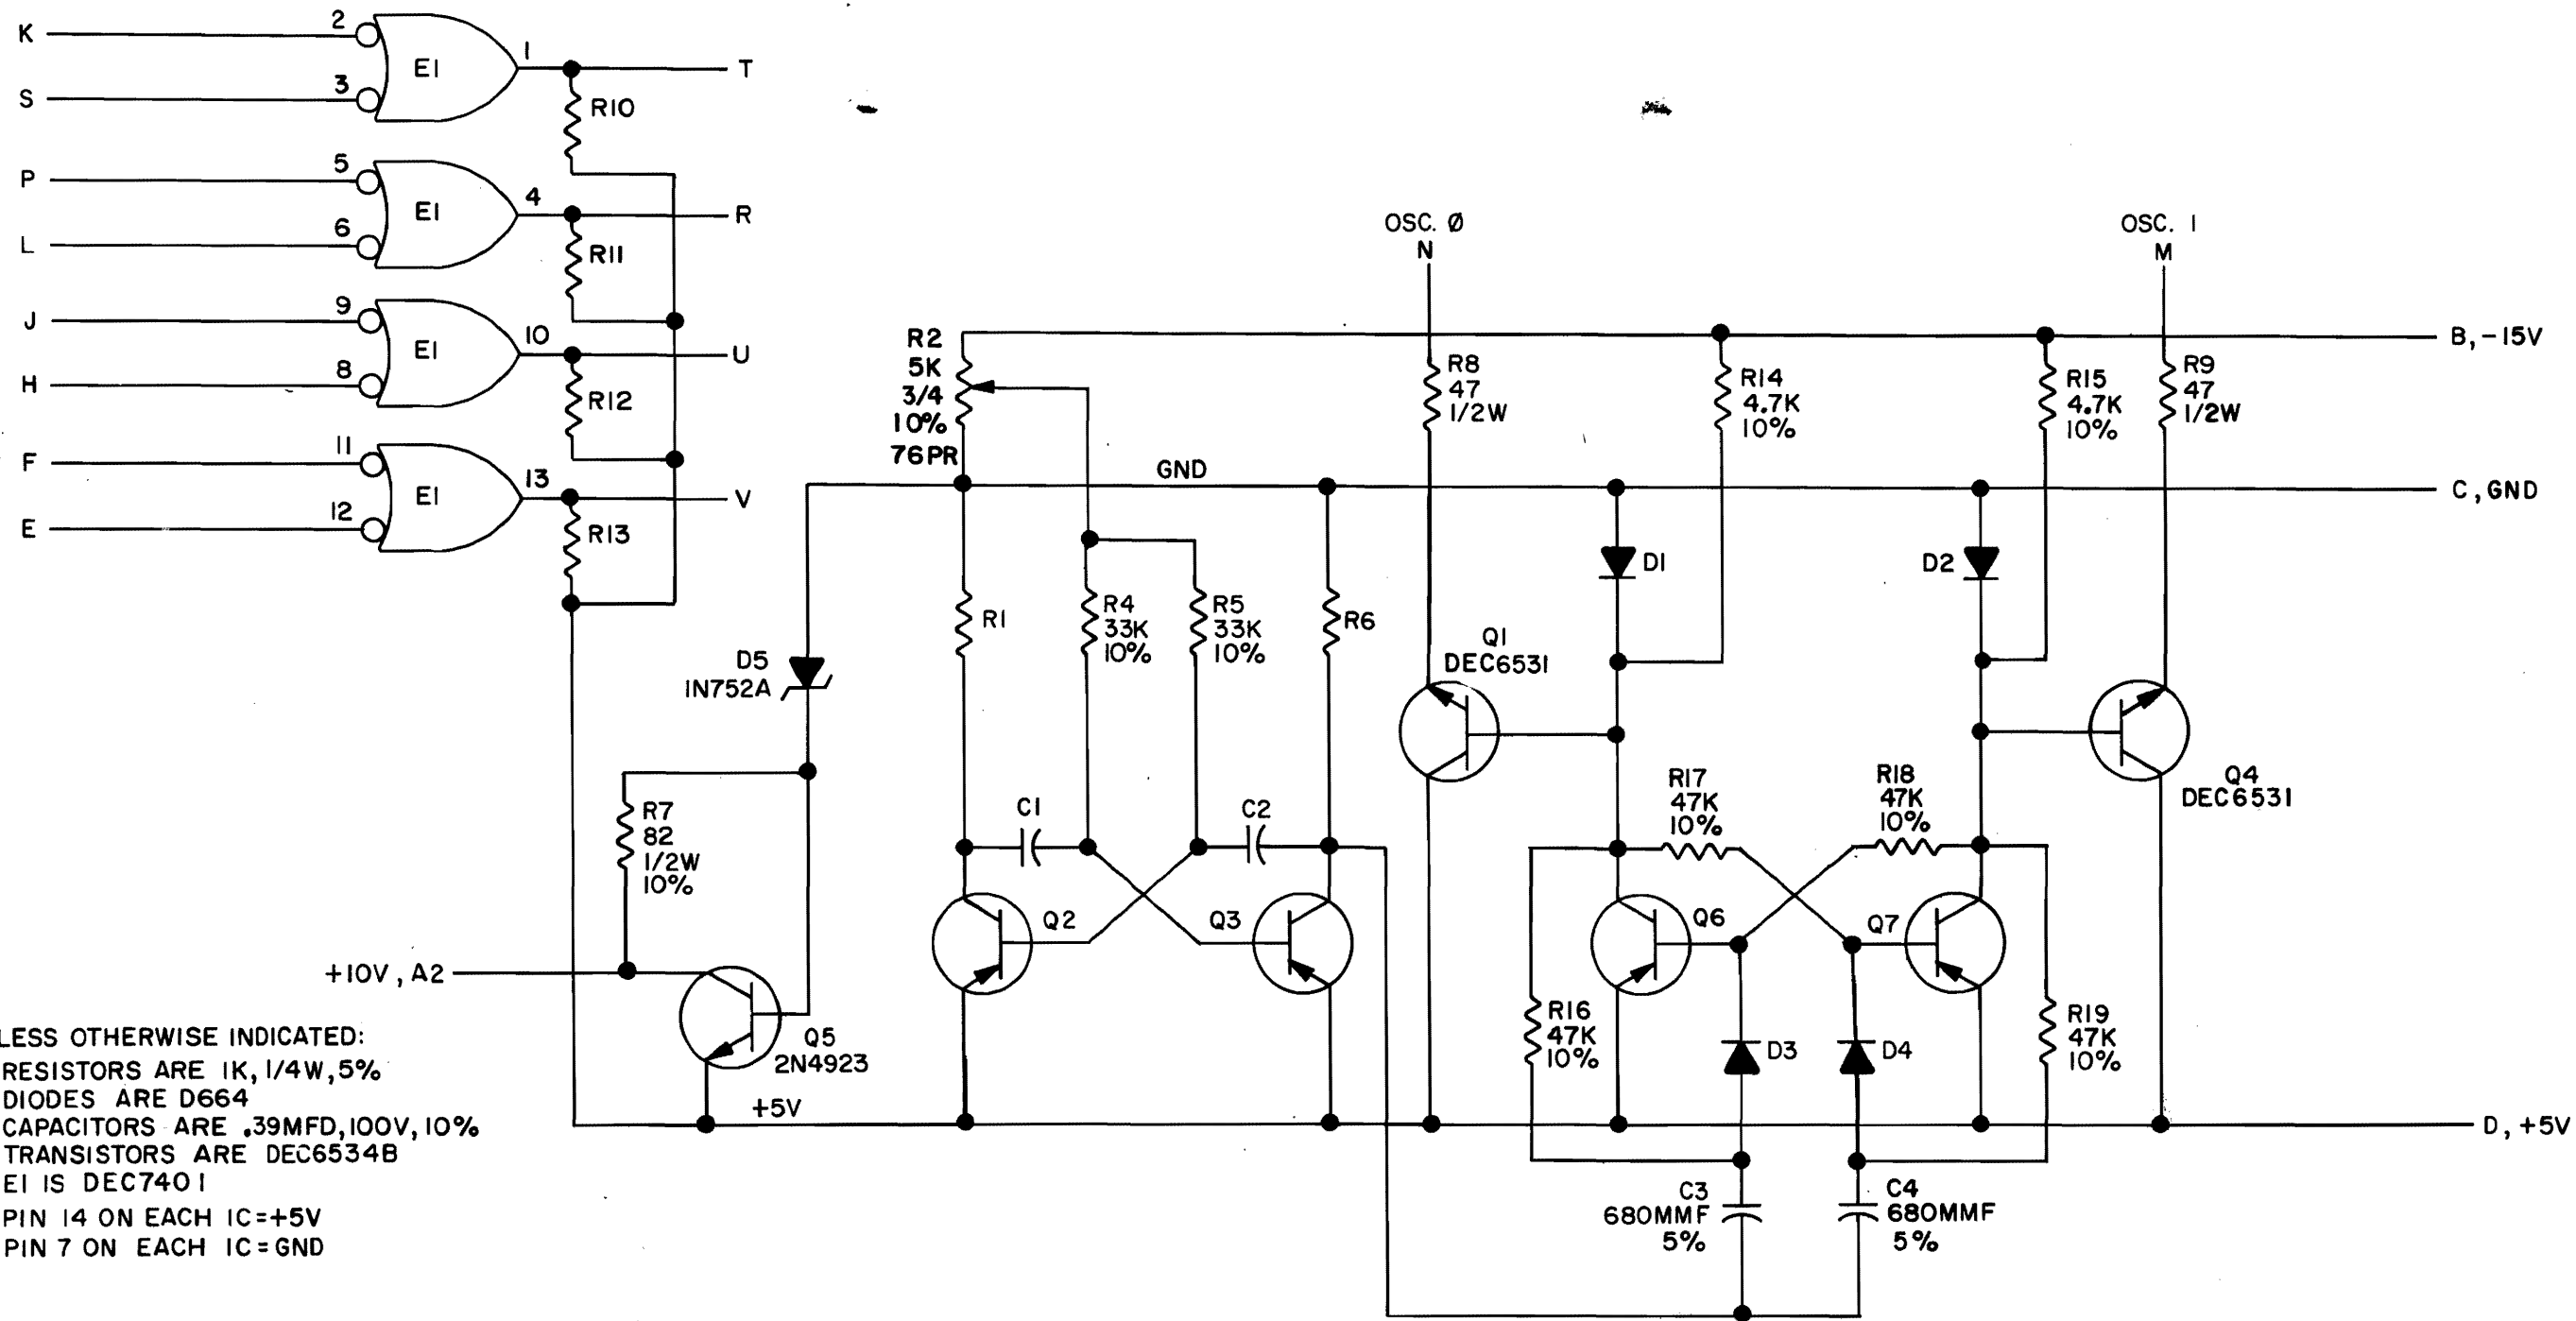 K
2
E1
1
T
S
3
R10
P
5
E1
4
R
L
6
R11
J
9
E1
10
U
H
8
R12
F
11
E1
13
V
E
12
R13
OSC. Ø
N
OSC. 1
M
R2
5K
3/4
10%
76PR
R8
47
1/2W
R14
4.7K
10%
R15
4.7K
10%
R9
47
1/2W
B, -15V
GND
C, GND
D1
D2
R1
R4
33K
10%
R5
33K
10%
R6
D5
1N752A
Q1
DEC6531
Q4
DEC6531
R7
82
1/2W
10%
C1
C2
R17
47K
10%
R18
47K
10%
Q2
Q3
Q6
Q7
+10V, A2
Q5
2N4923
R16
47K
10%
D3
D4
R19
47K
10%
+5V
D, +5V
C3
680MMF
5%
C4
680MMF
5%
LESS OTHERWISE INDICATED:
RESISTORS ARE 1K, 1/4W, 5%
DIODES ARE D664
CAPACITORS ARE .39MFD, 100V, 10%
TRANSISTORS ARE DEC6534B
E1 IS DEC7401
PIN 14 ON EACH IC=+5V
PIN 7 ON EACH IC=GND